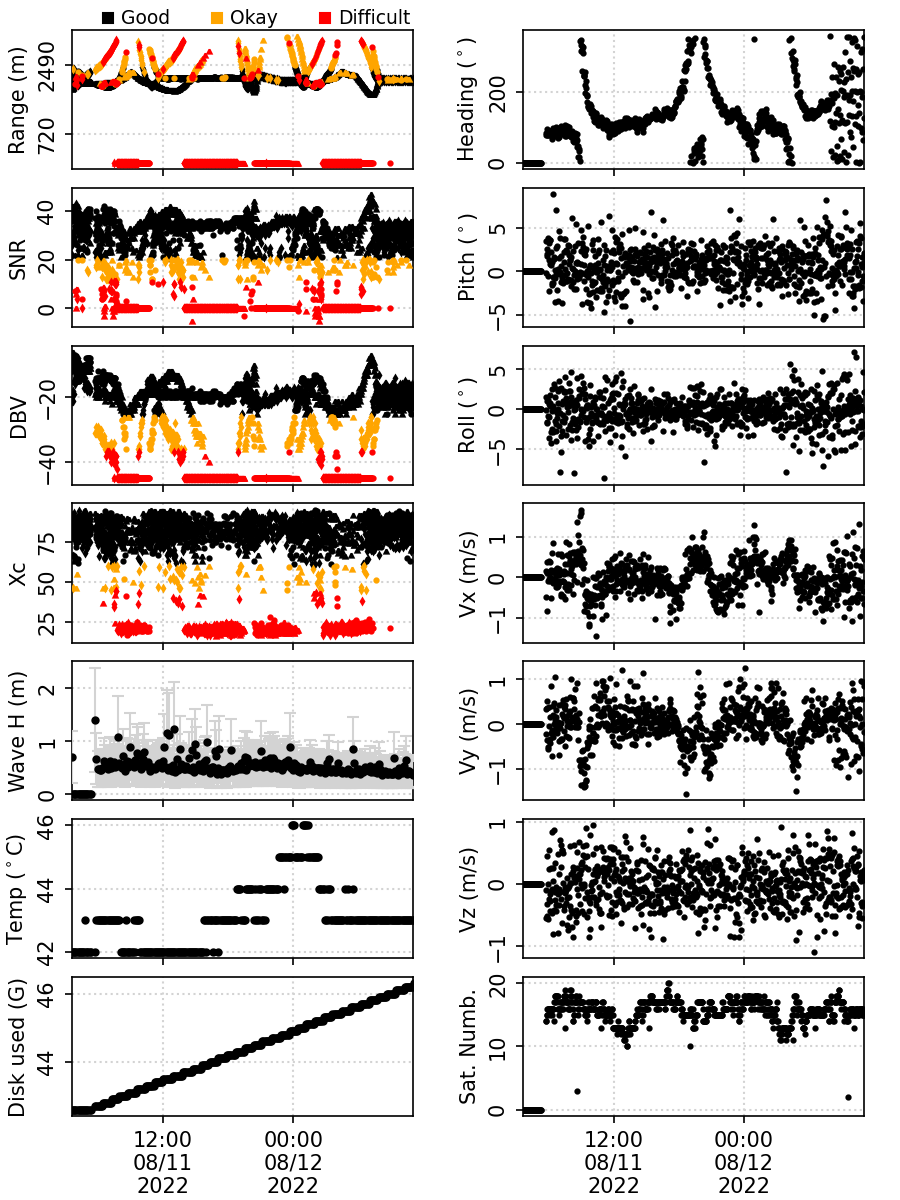 Good Okay Difficult
Range (m)
2490
720
Heading (°)
200
0
SNR
40
20
0
Pitch (°)
5
0
−5
DBV
−20
−40
Roll (°)
5
0
−5
Xc
75
50
25
Vx (m/s)
1
0
−1
Wave H (m)
2
1
0
Vy (m/s)
1
0
−1
Temp (°C)
46
44
42
Vz (m/s)
1
0
−1
Disk used (G)
46
44
Sat. Numb.
20
10
0
12:00 00:00
08/11 08/12
2022 2022
12:00 00:00
08/11 08/12
2022 2022